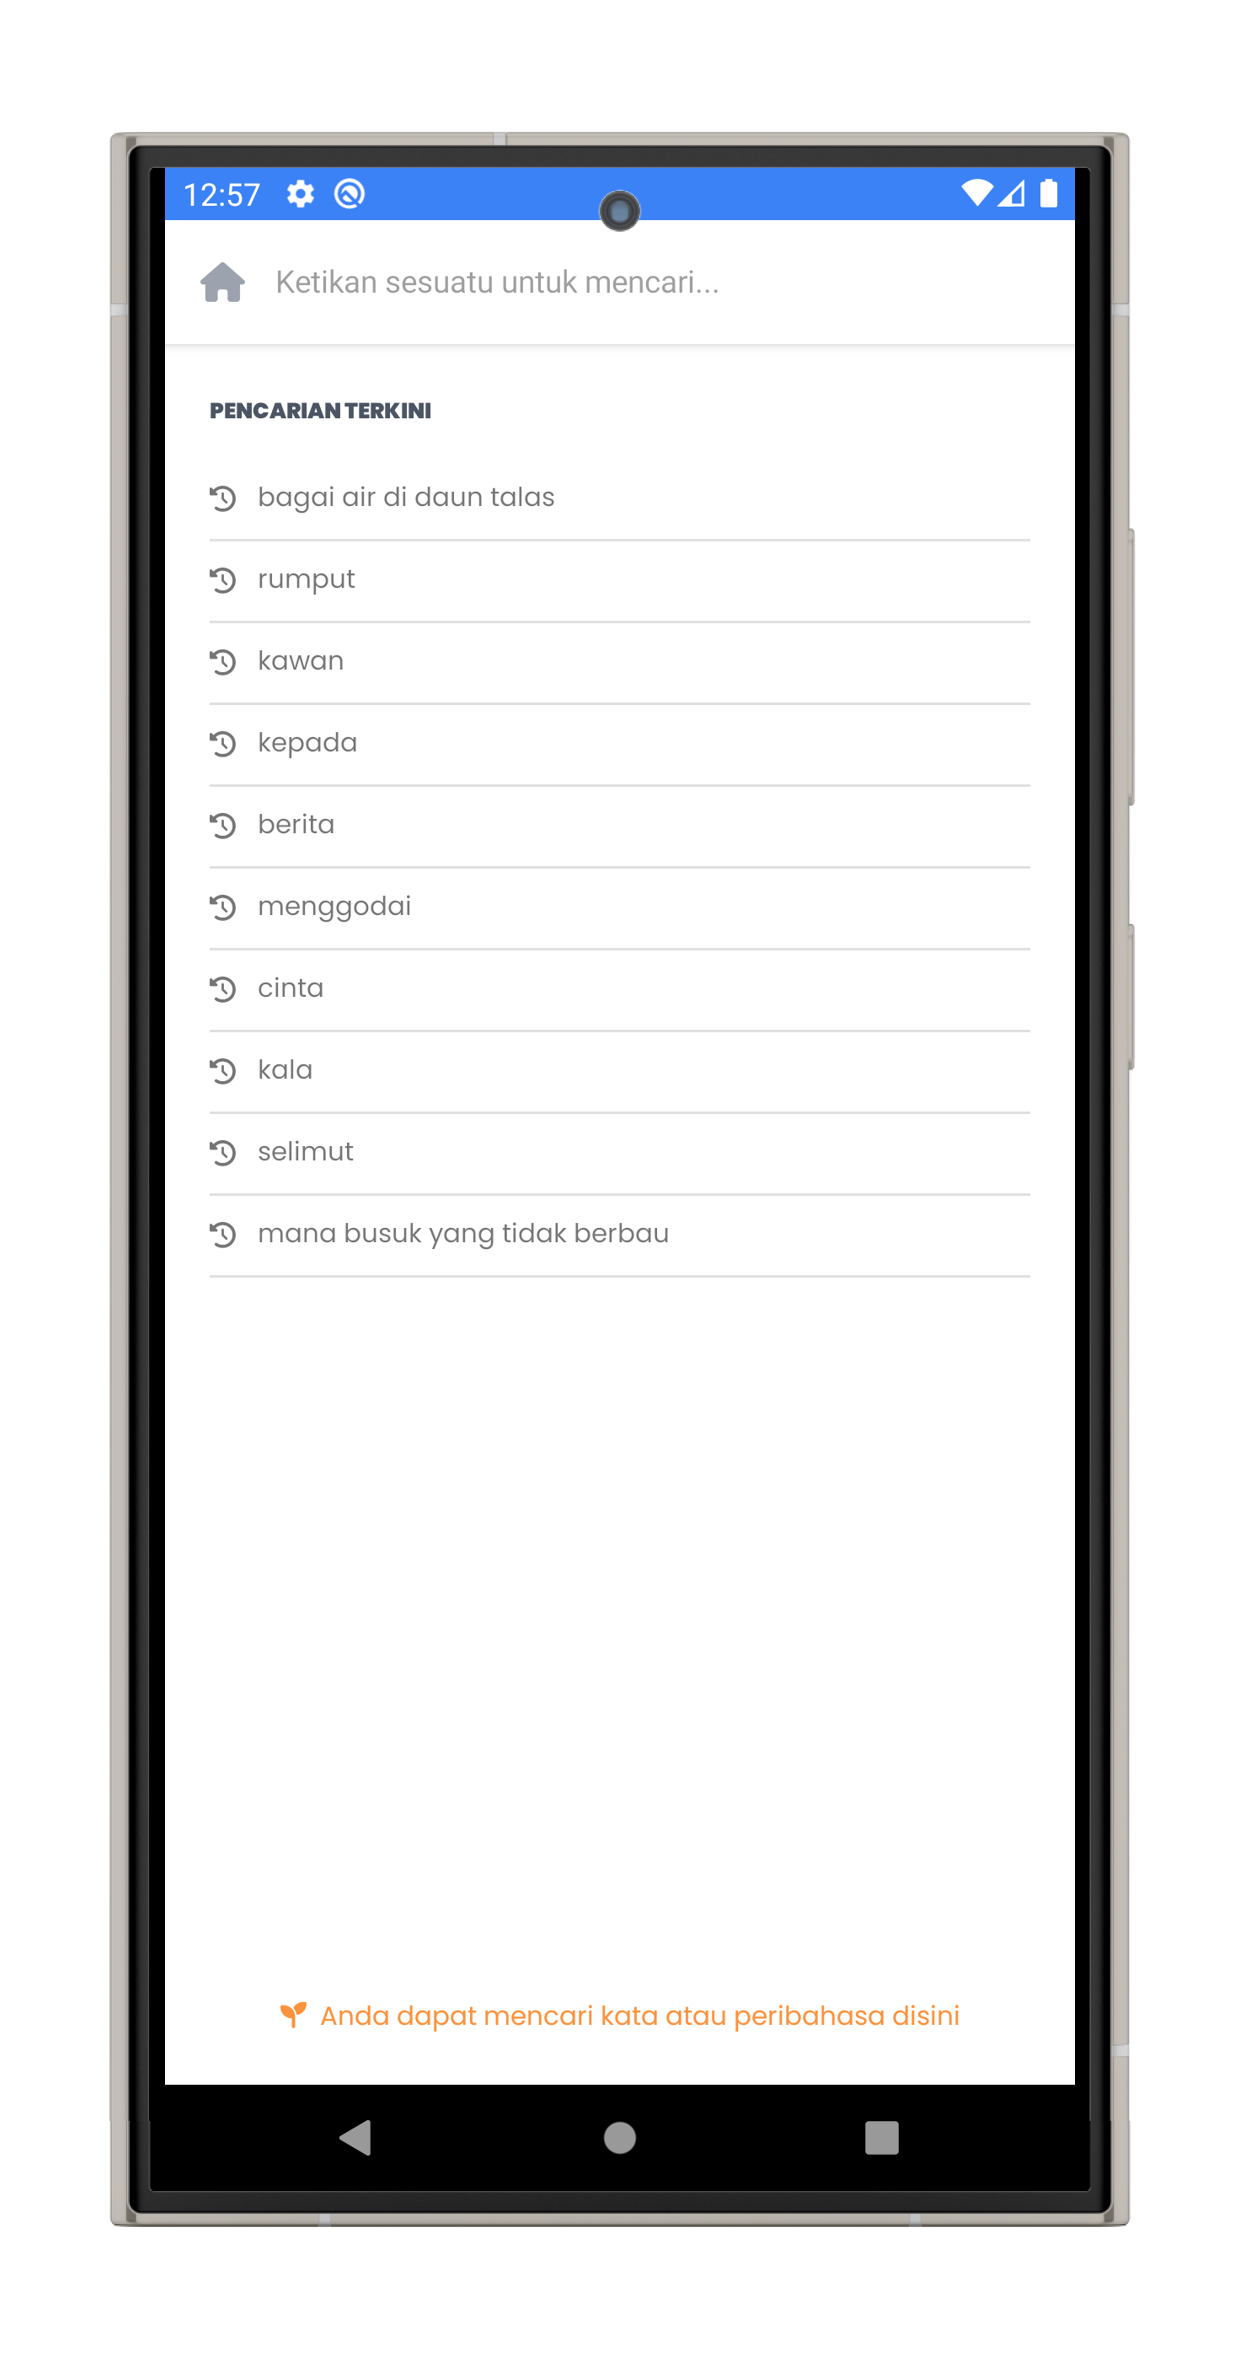 12:57
Ketikan sesuatu untuk mencari...
PENCARIAN TERKINI
bagai air di daun talas
rumput
kawan
kepada
berita
menggodai
cinta
kala
selimut
mana busuk yang tidak berbau
Anda dapat mencari kata atau peribahasa disini